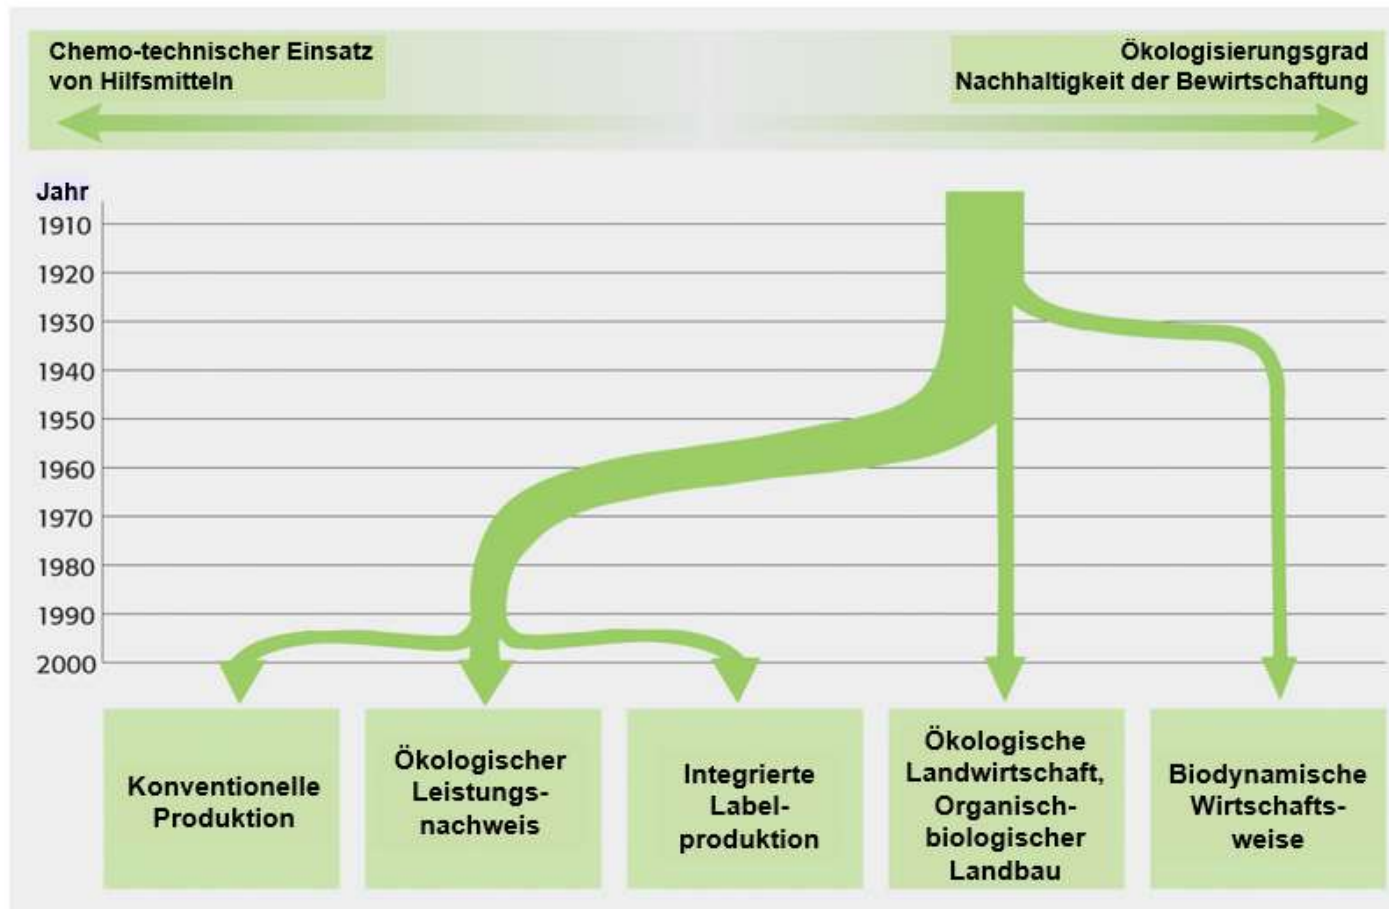 Chemo-technischer Einsatz
von Hilfsmitteln
Ökologisierungsgrad
Nachhaltigkeit der Bewirtschaftung
Jahr
1910
1920
1930
1940
1950
1960
1970
1980
1990
2000
Konventionelle
Produktion
Ökologischer
Leistungs-
nachweis
Integrierte
Label-
produktion
Ökologische
Landwirtschaft,
Organisch-
biologischer
Landbau
Biodynamische
Wirtschafts-
weise